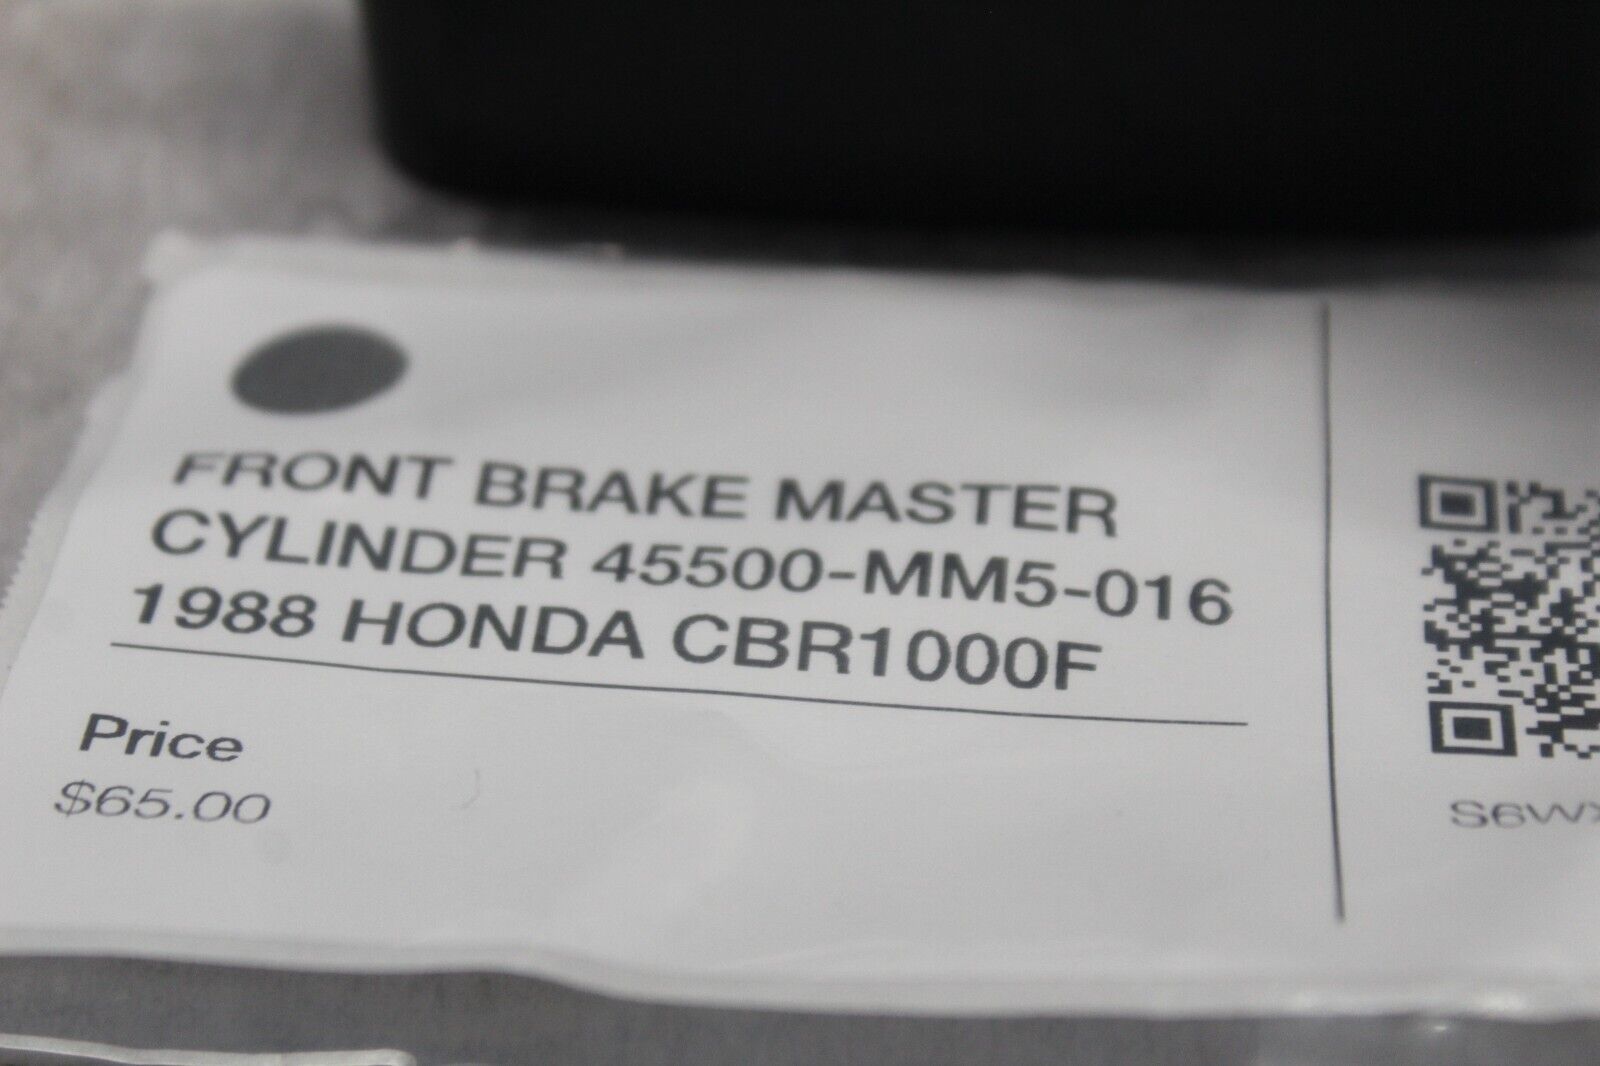 FRONT BRAKE MASTER
CYLINDER 45500-MM5-016
1988 HONDA CBR1000F
Price
$65.00